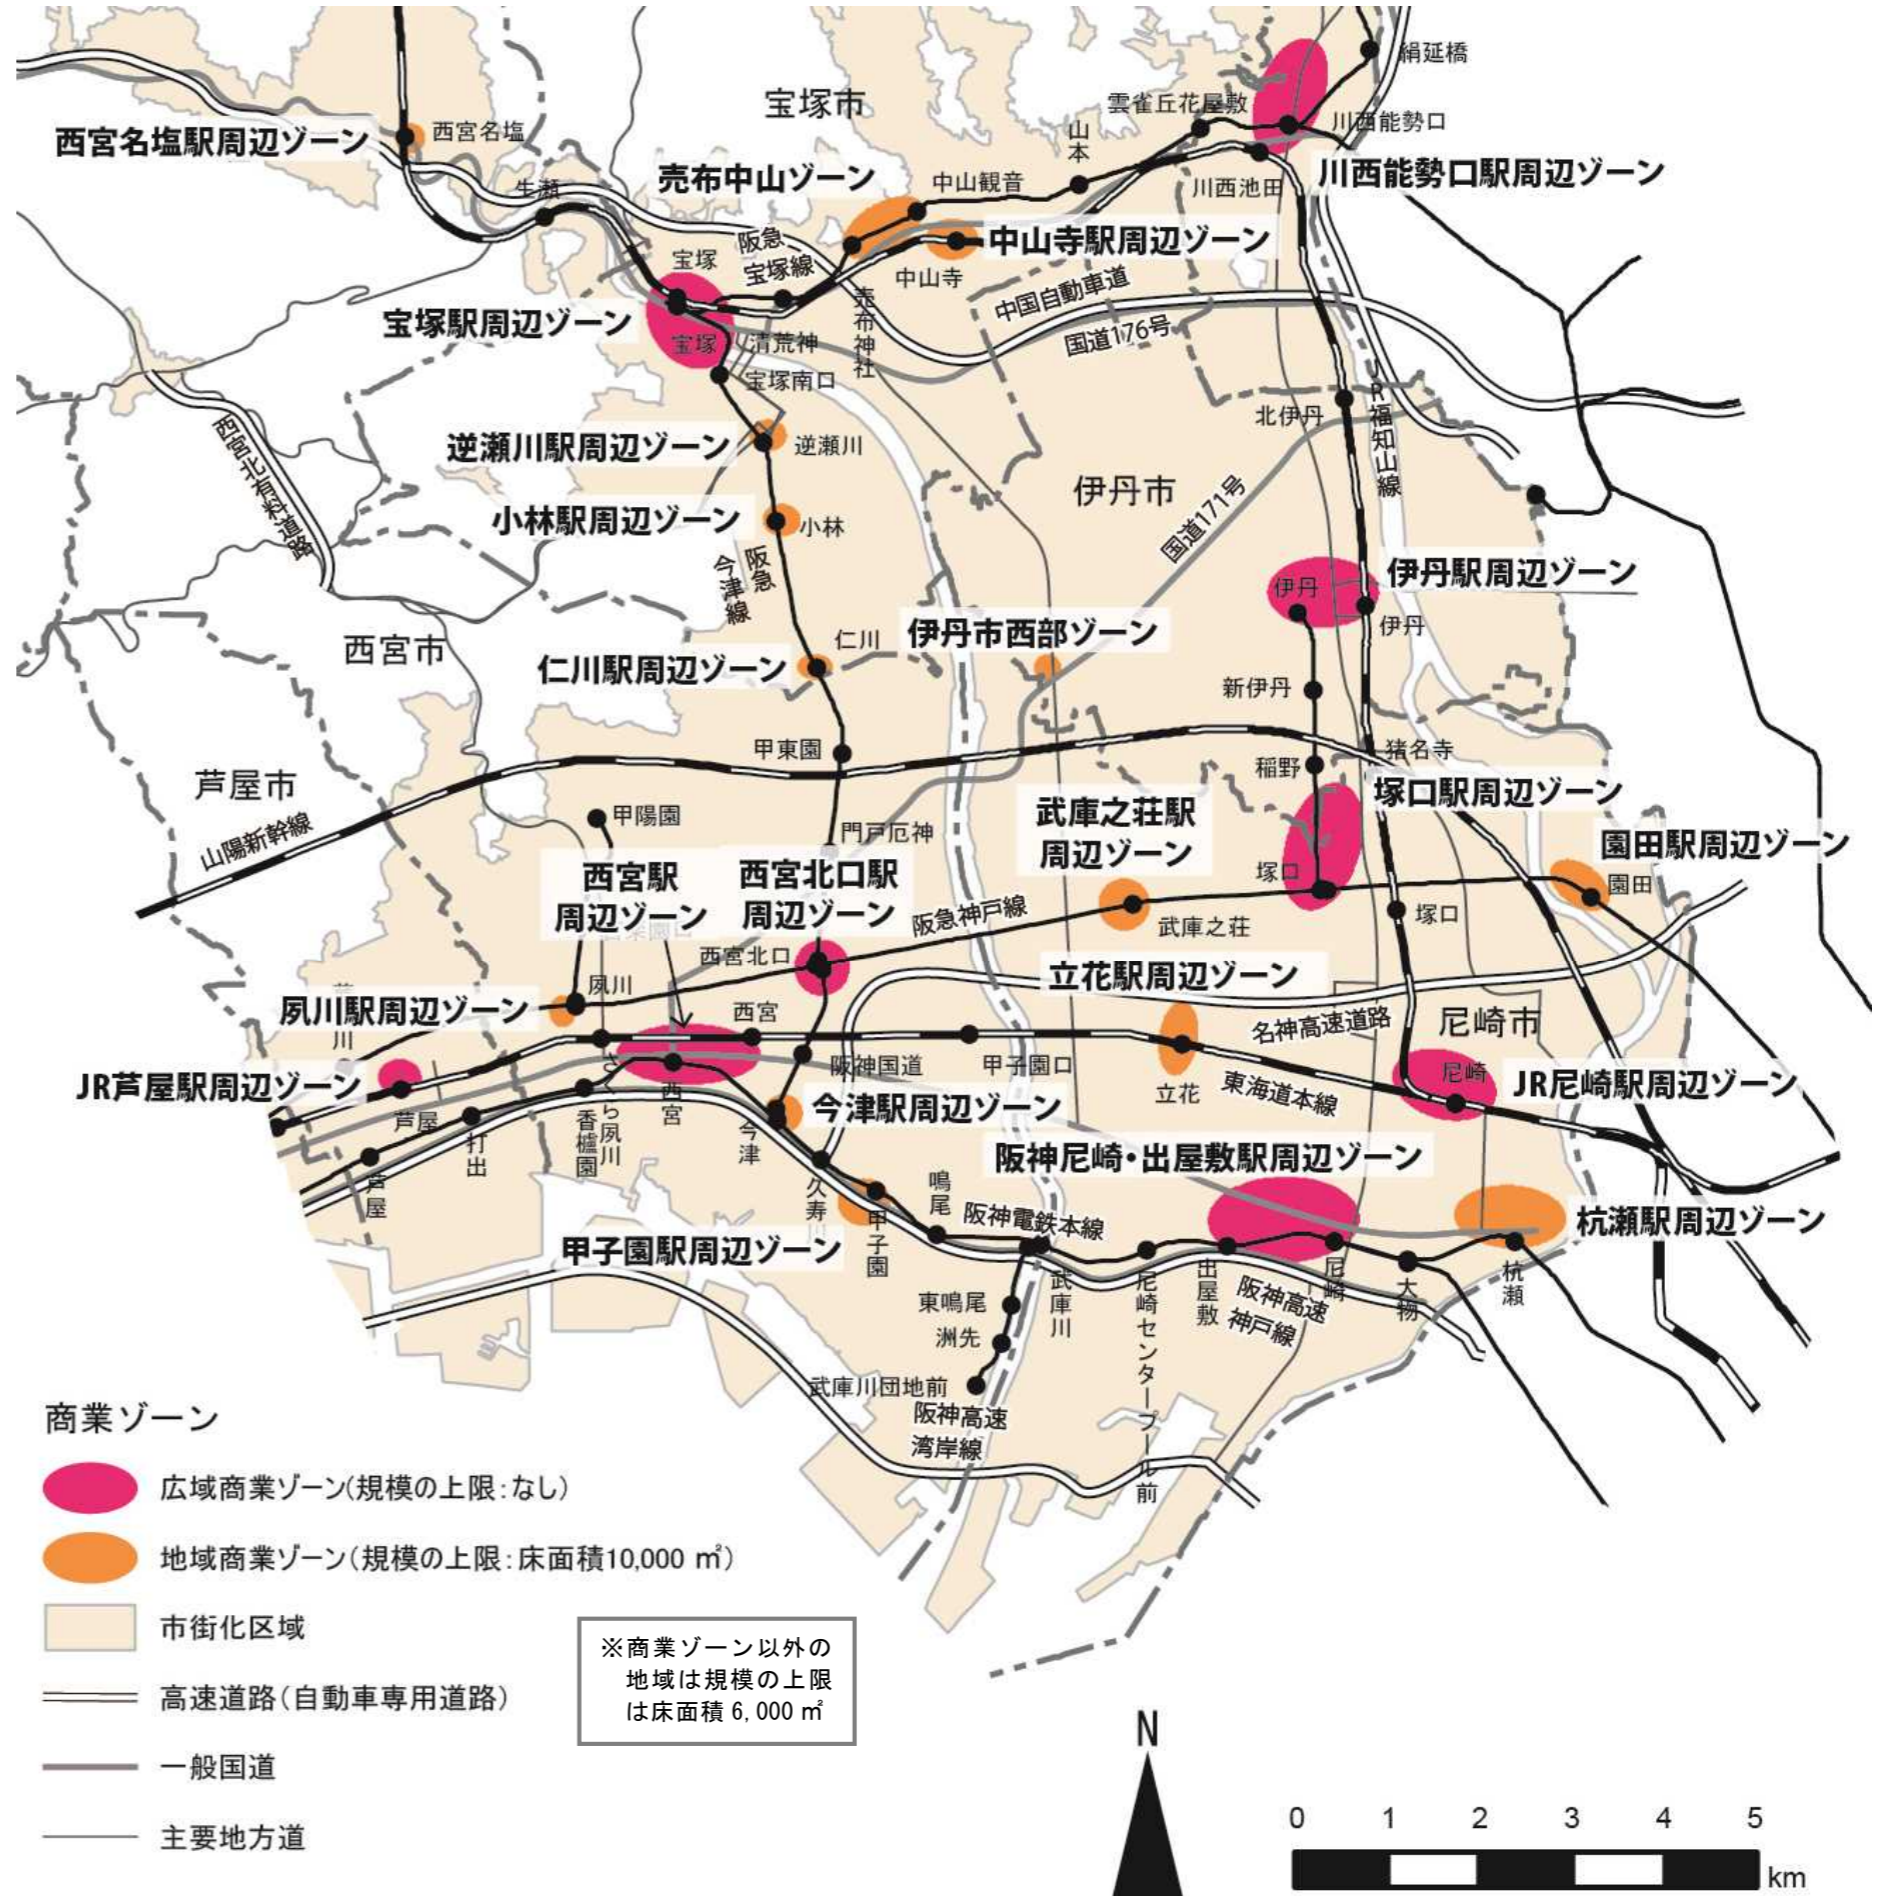 絹延橋
宝塚市
雲雀丘花屋敷
川西能勢口
西宮名塩
西宮名塩駅周辺ゾーン
山本
川西能勢口駅周辺ゾーン
売布中山ゾーン
中山観音
川西池田
生瀬
阪急
宝塚線
中山寺駅周辺ゾーン
宝塚
中山寺
中国自動車道
売布神社
宝塚駅周辺ゾーン
国道176号
宝塚
清荒神
宝塚南口
JR福知山線
北伊丹
西宮北有料道路
逆瀬川駅周辺ゾーン
逆瀬川
伊丹市
国道171号
小林駅周辺ゾーン
小林
阪急
今津線
伊丹駅周辺ゾーン
伊丹
伊丹
西宮市
伊丹市西部ゾーン
仁川
仁川駅周辺ゾーン
新伊丹
甲東園
猪名寺
稲野
芦屋市
塚口駅周辺ゾーン
山陽新幹線
甲陽園
武庫之荘駅
周辺ゾーン
門戸厄神
園田駅周辺ゾーン
西宮駅
周辺ゾーン
西宮北口駅
周辺ゾーン
塚口
園田
阪急神戸線
武庫之荘
塚口
西宮北口
立花駅周辺ゾーン
夙川
夙川駅周辺ゾーン
西宮
名神高速道路
尼崎市
川
さくら夙川
阪神国道
甲子園口
JR芦屋駅周辺ゾーン
尼崎
JR尼崎駅周辺ゾーン
立花
東海道本線
西宮
今津駅周辺ゾーン
芦屋
打出
香櫨園
今津
阪神尼崎・出屋敷駅周辺ゾーン
芦屋
久寿川
鳴尾
阪神電鉄本線
杭瀬駅周辺ゾーン
甲子園駅周辺ゾーン
甲子園
武庫川
尼崎センタープール前
出屋敷
阪神高速
神戸線
尼崎
大物
杭瀬
東鳴尾
洲先
武庫川団地前
阪神高速
湾岸線
商業ゾーン
広域商業ゾーン(規模の上限:なし)
地域商業ゾーン(規模の上限:床面積10,000 ㎡)
市街化区域
高速道路(自動車専用道路)
一般国道
主要地方道
※商業ゾーン以外の
地域は規模の上限
は床面積 6,000 ㎡
N
0 1 2 3 4 5
km